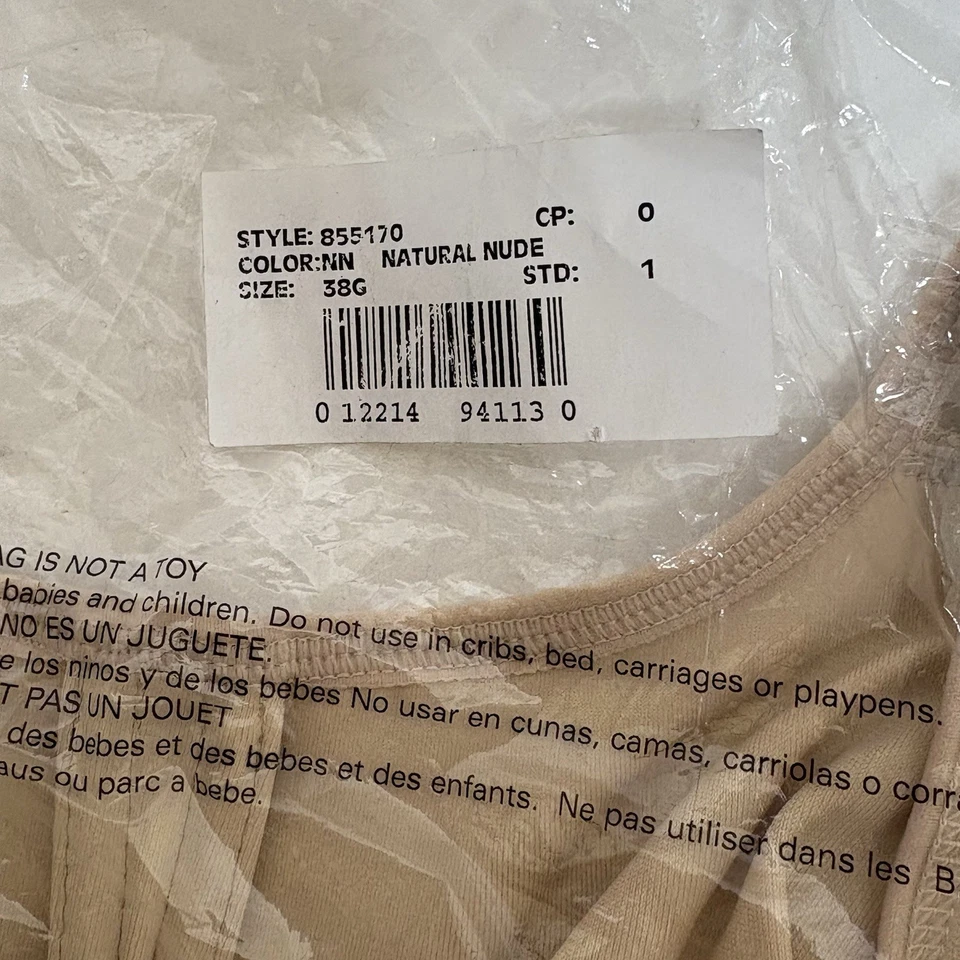 STYLE: 855170 CP: 0
COLOR:NN NATURAL NUDE
SIZE: 38G STD: 1
0 12214 94113 0
AG IS NOT A TOY
babies and children. Do not use in cribs, bed, carriages or playpens.
NO ES UN JUGUETE.
e los ninos y de los bebes No usar en cunas, camas, carriolas o corra
T PAS UN JOUET
des bebes et des bebes et des enfants. Ne pas utiliser dans les B
aus ou parc a bebe.